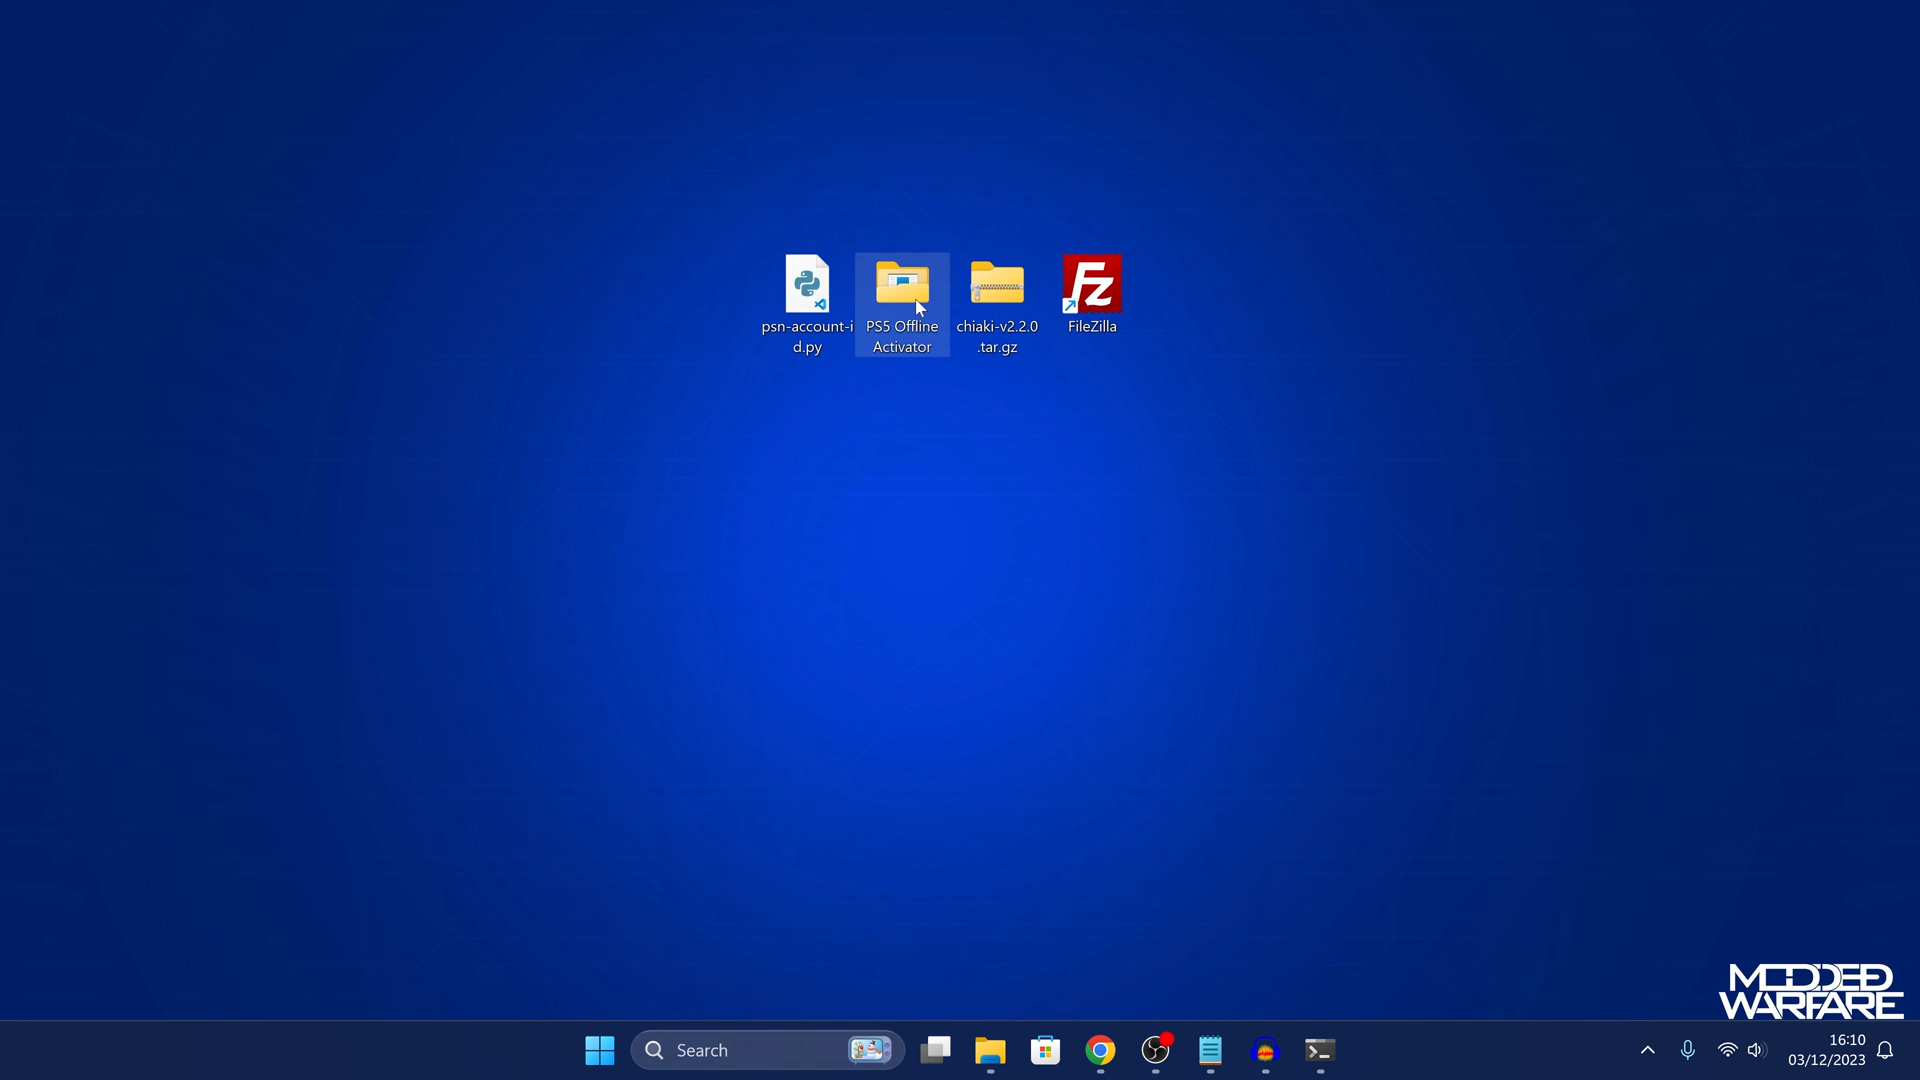 psn-account-i
d.py
PS5 Offline
Activator
chiaki-v2.2.0
.tar.gz
Fz
FileZilla
MODDED
WARFARE
Search
16:10
03/12/2023